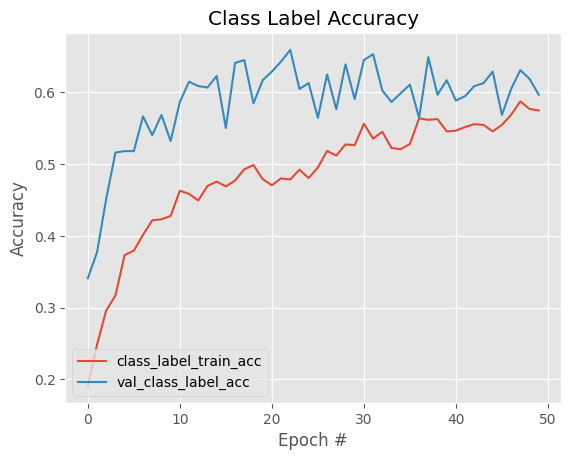 Class Label Accuracy
Accuracy
0.6
0.5
0.4
0.3
0.2
class_label_train_acc
val_class_label_acc
0 10 20 30 40 50
Epoch #